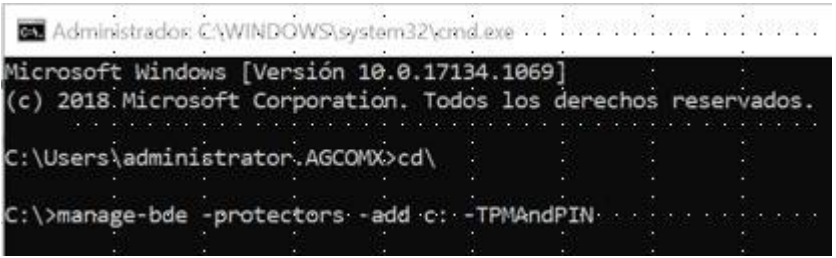 Administrador: C:\WINDOWS\system32\cmd.exe
Microsoft Windows [Versión 10.0.17134.1069]
(c) 2018 Microsoft Corporation. Todos los derechos reservados.
C:\Users\administrator.AGCOMX>cd\
C:\>manage-bde -protectors -add c: -TPMAndPIN